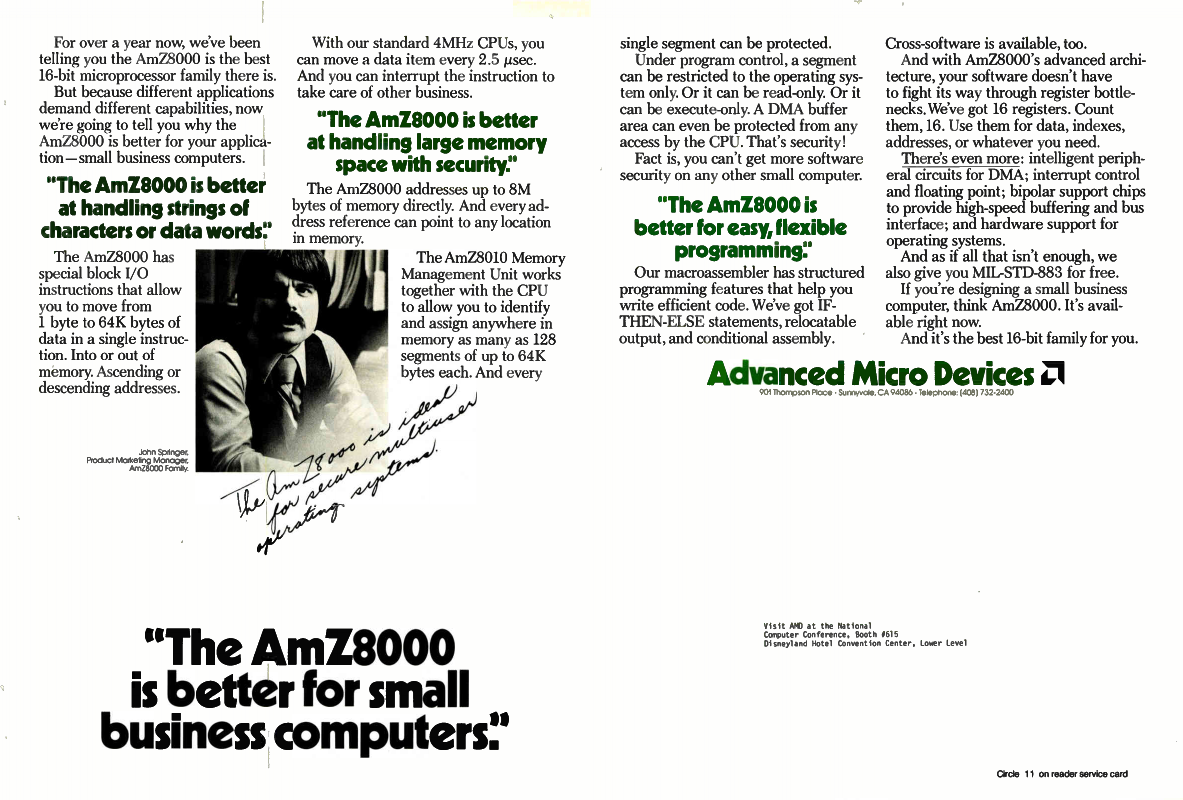 For over a year now, we've been
telling you the AmZ8000 is the best
16-bit microprocessor family there is.
But because different applications
demand different capabilities, now
we're going to tell you why the
AmZ8000 is better for your applica-
tion—small business computers.
"The AmZ8000 is better
at handling strings of
characters or data words."
The AmZ8000 has
special block I/O
instructions that allow
you to move from
1 byte to 64K bytes of
data in a single instruc-
tion. Into or out of
memory. Ascending or
descending addresses.
John Springer,
Product Marketing Manager,
AmZ8000 Family.
With our standard 4MHz CPUs, you
can move a data item every 2.5 μsec.
And you can interrupt the instruction to
take care of other business.
"The AmZ8000 is better
at handling large memory
space with security."
The AmZ8000 addresses up to 8M
bytes of memory directly. And every ad-
dress reference can point to any location
in memory.
The AmZ8010 Memory
Management Unit works
together with the CPU
to allow you to identify
and assign anywhere in
memory as many as 128
segments of up to 64K
bytes each. And every
The AmZ8000 is ideal
for secure multiuser
operating systems.
"The AmZ8000
is better for small
business computers."
single segment can be protected.
Under program control, a segment
can be restricted to the operating sys-
tem only. Or it can be read-only. Or it
can be execute-only. A DMA buffer
area can even be protected from any
access by the CPU. That's security!
Fact is, you can't get more software
security on any other small computer.
"The AmZ8000 is
better for easy, flexible
programming."
Our macroassembler has structured
programming features that help you
write efficient code. We've got IF-
THEN-ELSE statements, relocatable
output, and conditional assembly.
Cross-software is available, too.
And with AmZ8000's advanced archi-
tecture, your software doesn't have
to fight its way through register bottle-
necks. We've got 16 registers. Count
them, 16. Use them for data, indexes,
addresses, or whatever you need.
There's even more: intelligent periph-
eral circuits for DMA; interrupt control
and floating point; bipolar support chips
to provide high-speed buffering and bus
interface; and hardware support for
operating systems.
And as if all that isn't enough, we
also give you MIL-STD-883 for free.
If you're designing a small business
computer, think AmZ8000. It's avail-
able right now.
And it's the best 16-bit family for you.
Advanced Micro Devices
901 Thompson Place • Sunnyvale, CA 94086 • Telephone: (408) 732-2400
Visit AMD at the National
Computer Conference, Booth #615
Disneyland Hotel Convention Center, Lower Level
Circle 11 on reader service card